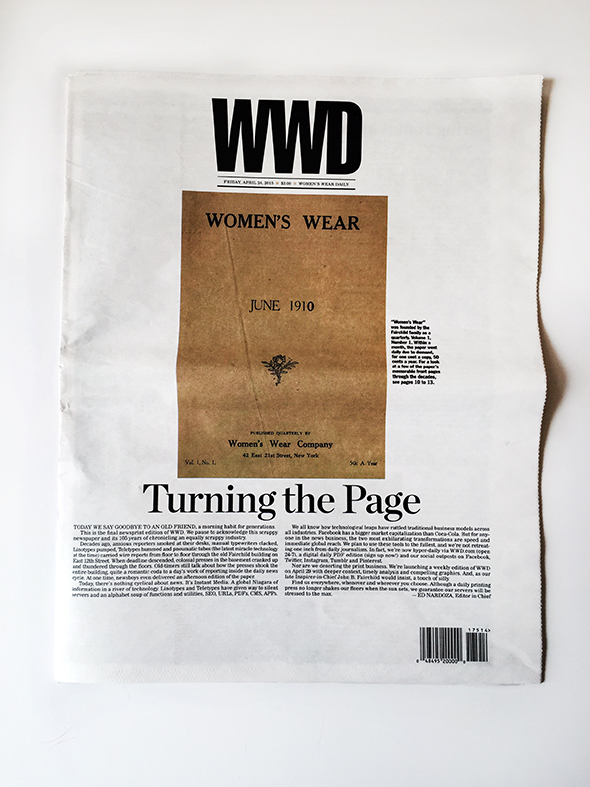 WWD
FRIDAY, APRIL 24, 2015 ■ $3.00 ■ WOMEN'S WEAR DAILY
WOMEN'S WEAR
JUNE 1910
PUBLISHED QUARTERLY BY
Women's Wear Company
42 East 21st Street, New York
Vol. 1, No. 1.
50c A Year
"Women's Wear"
was founded by the
Fairchild family as a
quarterly, Volume 1,
Number 1. Within a
month, the paper went
daily due to demand,
for one cent a copy, 50
cents a year. For a look
at a few of the paper's
memorable front pages
through the decades,
see pages 10 to 13.
Turning the Page
TODAY WE SAY GOODBYE TO AN OLD FRIEND, a morning habit for generations.
This is the final newsprint edition of WWD. We pause to acknowledge this scrappy
newspaper and its 105 years of chronicling an equally scrappy industry.
Decades ago, anxious reporters smoked at their desks, manual typewriters clacked,
Linotypes pumped, Teletypes hummed and pneumatic tubes (the latest miracle technology
at the time) carried wire reports from floor to floor through the old Fairchild building on
East 12th Street. When deadline descended, colossal presses in the basement cranked up
and thundered through the floors. Old-timers still talk about how the presses shook the
entire building, quite a romantic coda to a day's work of reporting inside the daily news
cycle. At one time, newsboys even delivered an afternoon edition of the paper.
Today, there's nothing cyclical about news. It's Instant Media. A global Niagara of
information in a river of technology. Linotypes and Teletypes have given way to silent
servers and an alphabet soup of functions and utilities, SEO, URLs, PDFs, CMS, APPs.
We all know how technological leaps have rattled traditional business models across
all industries. Facebook has a bigger market capitalization than Coca-Cola. But for any-
one in the news business, the two most exhilarating transformations are speed and
immediate global reach. We plan to use these tools to the fullest, and we're not retreat-
ing one inch from daily journalism. In fact, we're now hyper-daily via WWD.com (open
24-7), a digital daily PDF edition (sign up now!) and our social outposts on Facebook,
Twitter, Instagram, Tumblr and Pinterest.
Nor are we deserting the print business. We're launching a weekly edition of WWD
on April 29 with deeper context, timely analysis and compelling graphics. And, as our
late Inspirer-in-Chief John B. Fairchild would insist, a touch of silly.
Find us everywhere, whenever and wherever you choose. Although a daily printing
press no longer shakes our floors when the sun sets, we guarantee our servers will be
stressed to the max.
— ED NARDOZA, Editor in Chief
17514>
48495 20000